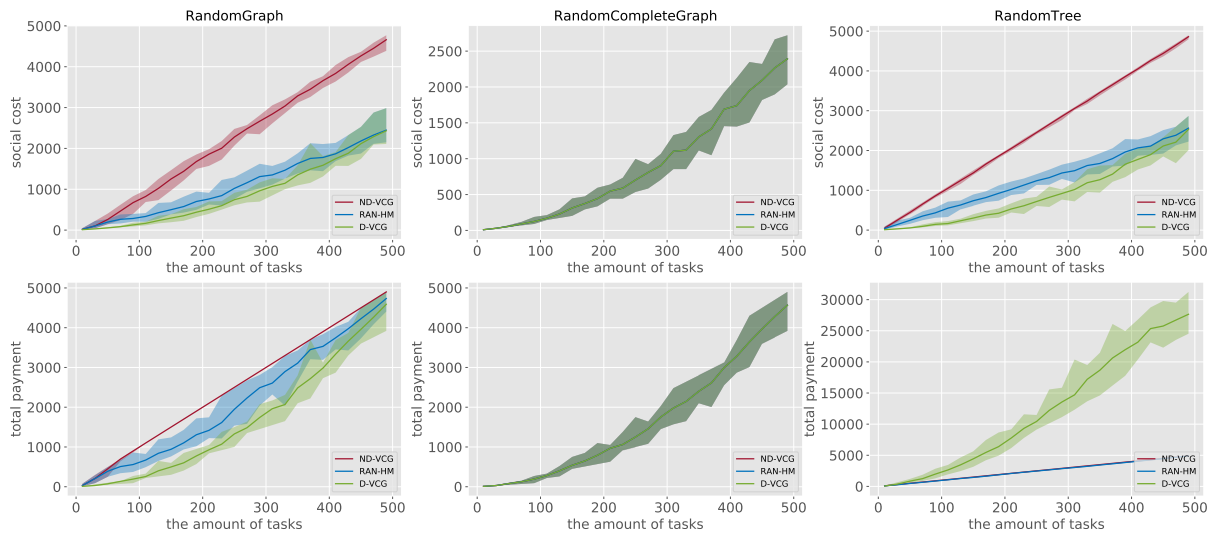 RandomGraph
5000
4000
3000
2000
1000
0
social cost
0 100 200 300 400 500
the amount of tasks
ND-VCG
RAN-HM
D-VCG
RandomCompleteGraph
2500
2000
1500
1000
500
0
social cost
0 100 200 300 400 500
the amount of tasks
ND-VCG
RAN-HM
D-VCG
RandomTree
5000
4000
3000
2000
1000
0
social cost
0 100 200 300 400 500
the amount of tasks
ND-VCG
RAN-HM
D-VCG
5000
4000
3000
2000
1000
0
total payment
0 100 200 300 400 500
the amount of tasks
ND-VCG
RAN-HM
D-VCG
5000
4000
3000
2000
1000
0
total payment
0 100 200 300 400 500
the amount of tasks
ND-VCG
RAN-HM
D-VCG
30000
25000
20000
15000
10000
5000
0
total payment
0 100 200 300 400 500
the amount of tasks
ND-VCG
RAN-HM
D-VCG